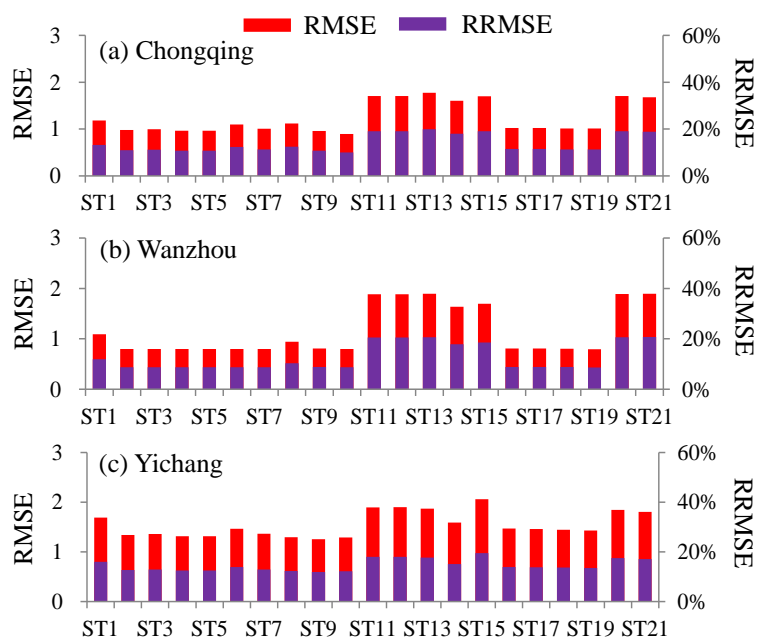 RMSE RRMSE
(a) Chongqing
3
2
1
0
RMSE
60%
40%
20%
0%
RRMSE
ST1 ST3 ST5 ST7 ST9 ST11 ST13 ST15 ST17 ST19 ST21
(b) Wanzhou
3
2
1
0
RMSE
60%
40%
20%
0%
RRMSE
ST1 ST3 ST5 ST7 ST9 ST11 ST13 ST15 ST17 ST19 ST21
(c) Yichang
3
2
1
0
RMSE
60%
40%
20%
0%
RRMSE
ST1 ST3 ST5 ST7 ST9 ST11 ST13 ST15 ST17 ST19 ST21